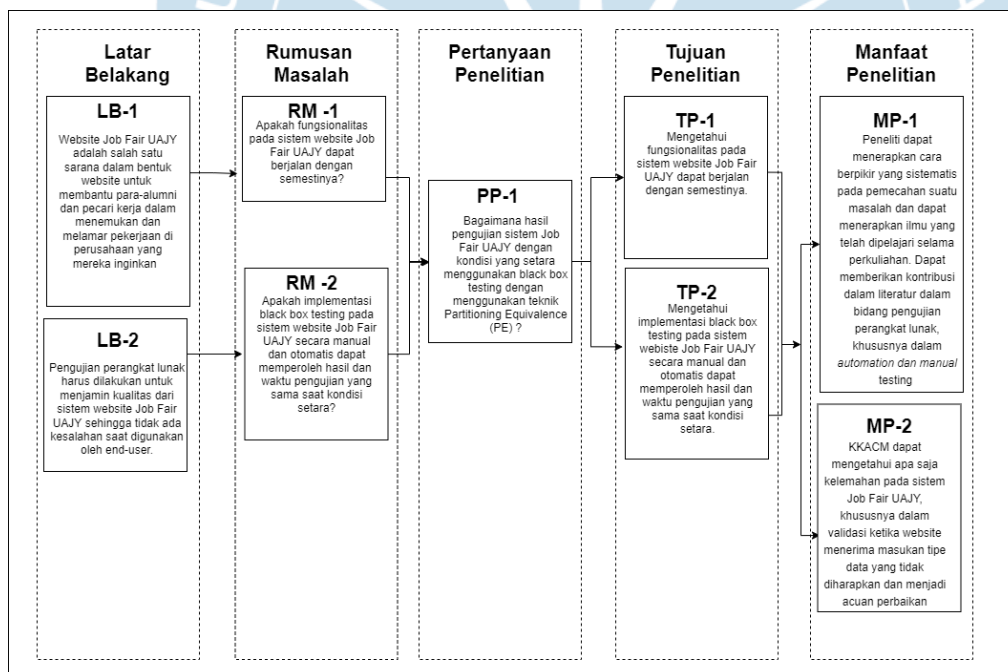 Latar
Belakang
LB-1
Website Job Fair UAJY
adalah salah satu
sarana dalam bentuk
website untuk
membantu para-alumni
dan pecari kerja dalam
menemukan dan
melamar pekerjaan di
perusahaan yang
mereka inginkan
LB-2
Pengujian perangkat lunak
harus dilakukan untuk
menjamin kualitas dari
sistem website Job Fair
UAJY sehingga tidak ada
kesalahan saat digunakan
oleh end-user.
Rumusan
Masalah
RM -1
Apakah fungsionalitas
pada sistem website Job
Fair UAJY dapat
berjalan dengan
semestinya?
RM -2
Apakah implementasi
black box testing pada
sistem website Job Fair
UAJY secara manual
dan otomatis dapat
memperoleh hasil dan
waktu pengujian yang
sama saat kondisi
setara?
Pertanyaan
Penelitian
PP-1
Bagaimana hasil
pengujian sistem Job
Fair UAJY dengan
kondisi yang setara
menggunakan black box
testing dengan
menggunakan teknik
Partitioning Equivalence
(PE) ?
Tujuan
Penelitian
TP-1
Mengetahui
fungsionalitas pada
sistem website Job Fair
UAJY dapat berjalan
dengan semestinya.
TP-2
Mengetahui
implementasi black box
testing pada sistem
webiste Job Fair UAJY
secara manual dan
otomatis dapat
memperoleh hasil dan
waktu pengujian yang
sama saat kondisi
setara.
Manfaat
Penelitian
MP-1
Peneliti dapat
menerapkan cara
berpikir yang sistematis
pada pemecahan suatu
masalah dan dapat
menerapkan ilmu yang
telah dipelajari selama
perkuliahan. Dapat
memberikan kontribusi
dalam literatur dalam
bidang pengujian
perangkat lunak,
khususnya dalam
automation dan manual
testing
MP-2
KKACM dapat
mengetahui apa saja
kelemahan pada sistem
Job Fair UAJY,
khususnya dalam
validasi ketika website
menerima masukan tipe
data yang tidak
diharapkan dan menjadi
acuan perbaikan